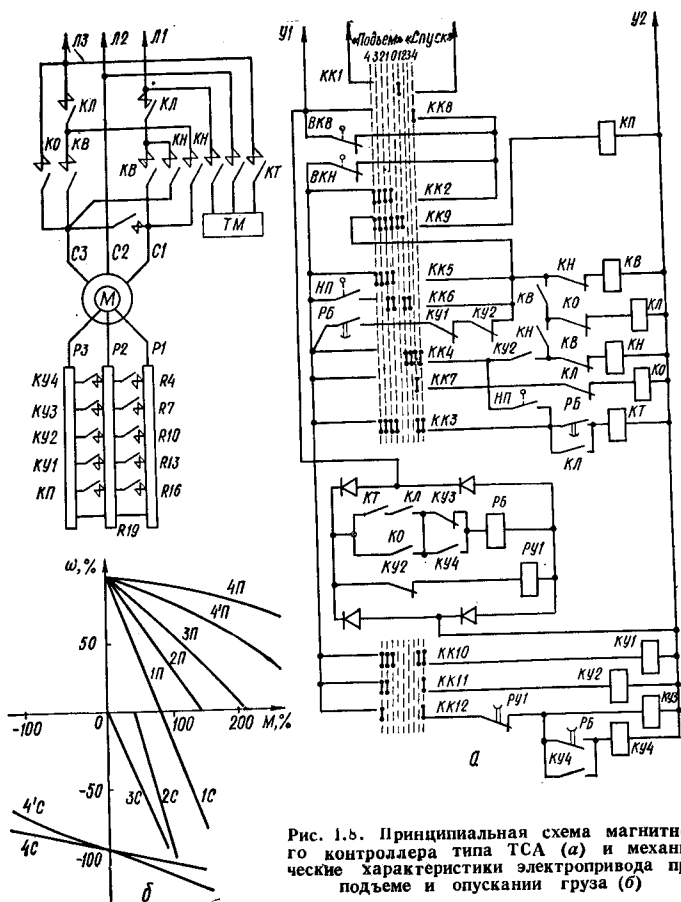 Л3 Л2 Л1
КЛ
КЛ
КО КВ
КВ КН КН
КТ
ТМ
С3 С2 С1
М
Р3 Р2 Р1
КУ4 R4
КУ3 R7
КУ2 R10
КУ1 R13
КП R16
R19
У1 «Подъем» «Спуск» У2
43210 1234
КК1
КК8
ВКВ
КП
ВКН
КК2
КК9
КК5 КН КВ
НП
КК6 КВ КО КЛ
РБ КУ1 КУ2
КН КВ КН
КК4 КУ2
КЛ КО
КК7
НП РБ КТ
КК3
КЛ
КТ КЛ КУ3 РБ
КО КУ4
РУ1
КУ2
КК10 КУ1
КК11 КУ2
КК12 РУ1 КУ3
РБ
КУ4 КУ4
а
ω,%
4П
4'П
50
3П
2П
1П
-100 0 100 200 М,%
-50
3С 2С 1С
4'С
4С
-100
б
Рис. 1.8. Принципиальная схема магнитно-
го контроллера типа ТСА (а) и механи
ческие характеристики электропривода пр
подъеме и опускании груза (б)